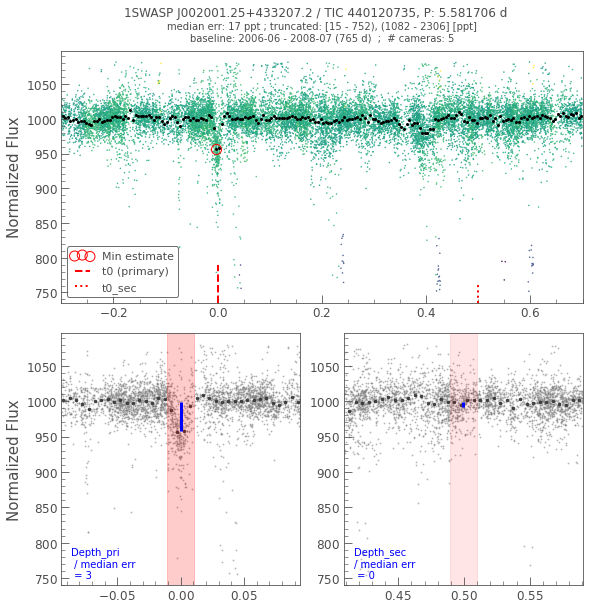 1SWASP J002001.25+433207.2 / TIC 440120735, P: 5.581706 d
median err: 17 ppt ; truncated: [15 - 752), (1082 - 2306] [ppt]
baseline: 2006-06 - 2008-07 (765 d)  ;  # cameras: 5
Normalized Flux
1050
1000
950
900
850
800
750
Min estimate
t0 (primary)
t0_sec
−0.2
0.0
0.2
0.4
0.6
Normalized Flux
1050
1000
950
900
850
800
750
Depth_pri
/ median err
= 3
−0.05
0.00
0.05
1050
1000
950
900
850
800
750
Depth_sec
/ median err
= 0
0.45
0.50
0.55